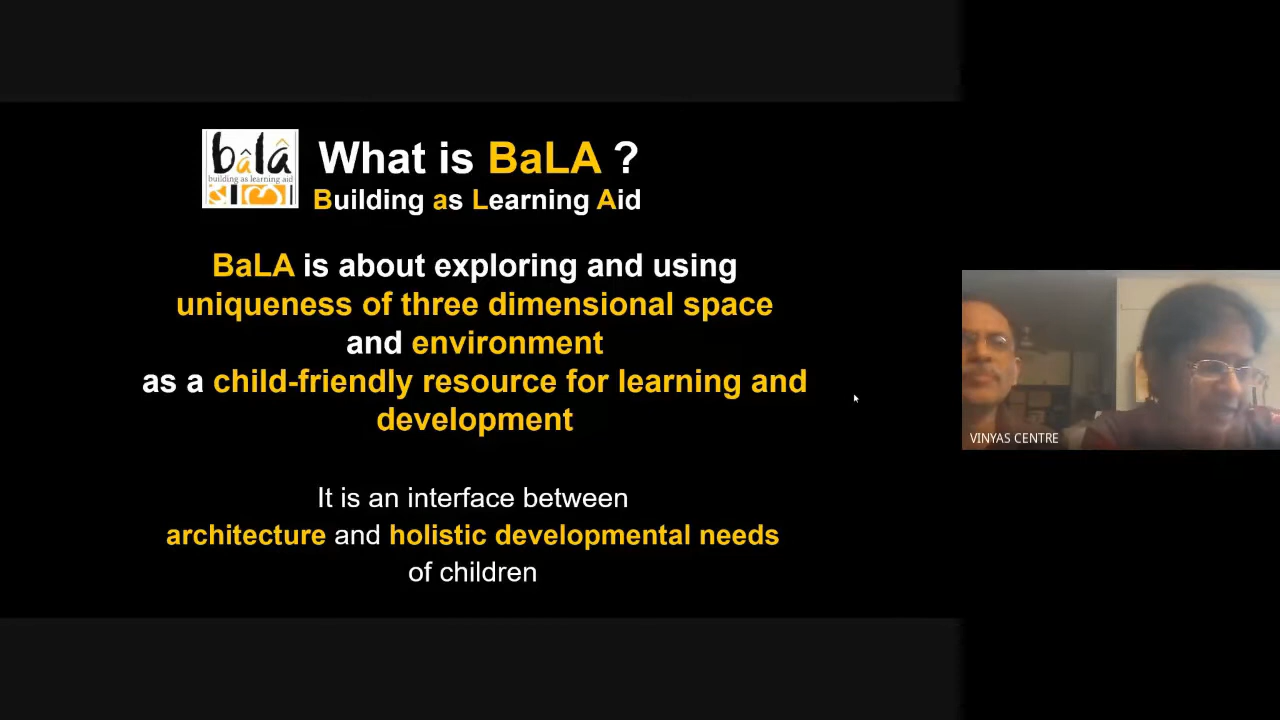 bâlâ
building as learning aid
What is BaLA ?
Building as Learning Aid
BaLA is about exploring and using
uniqueness of three dimensional space
and environment
as a child-friendly resource for learning and
development
It is an interface between
architecture and holistic developmental needs
of children
VINYAS CENTRE